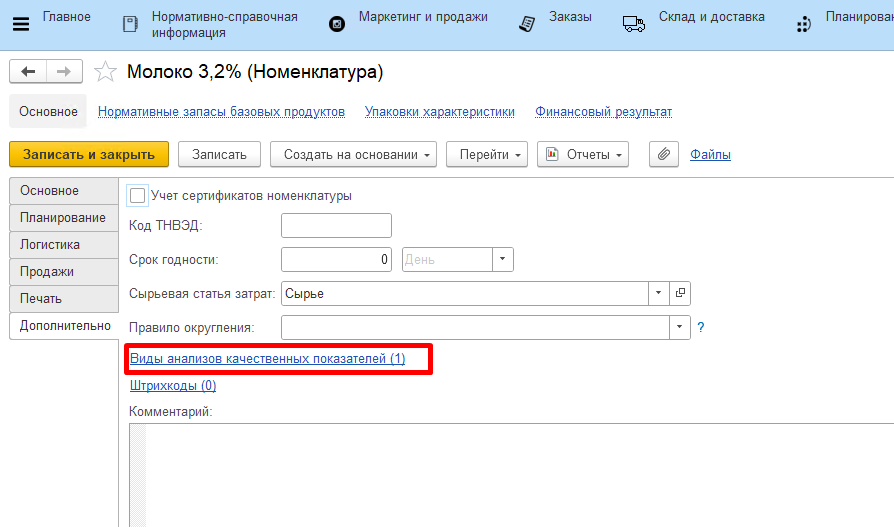 Главное
Нормативно-справочная
информация
Маркетинг и продажи
Заказы
Склад и доставка
Планирован
Молоко 3,2% (Номенклатура)
Основное Нормативные запасы базовых продуктов Упаковки характеристики Финансовый результат
Записать и закрыть Записать Создать на основании Перейти Отчеты Файлы
Основное
Планирование
Логистика
Продажи
Печать
Дополнительно
Учет сертификатов номенклатуры
Код ТНВЭД:
Срок годности: 0 День
Сырьевая статья затрат: Сырье
Правило округления: ?
Виды анализов качественных показателей (1)
Штрихкоды (0)
Комментарий: